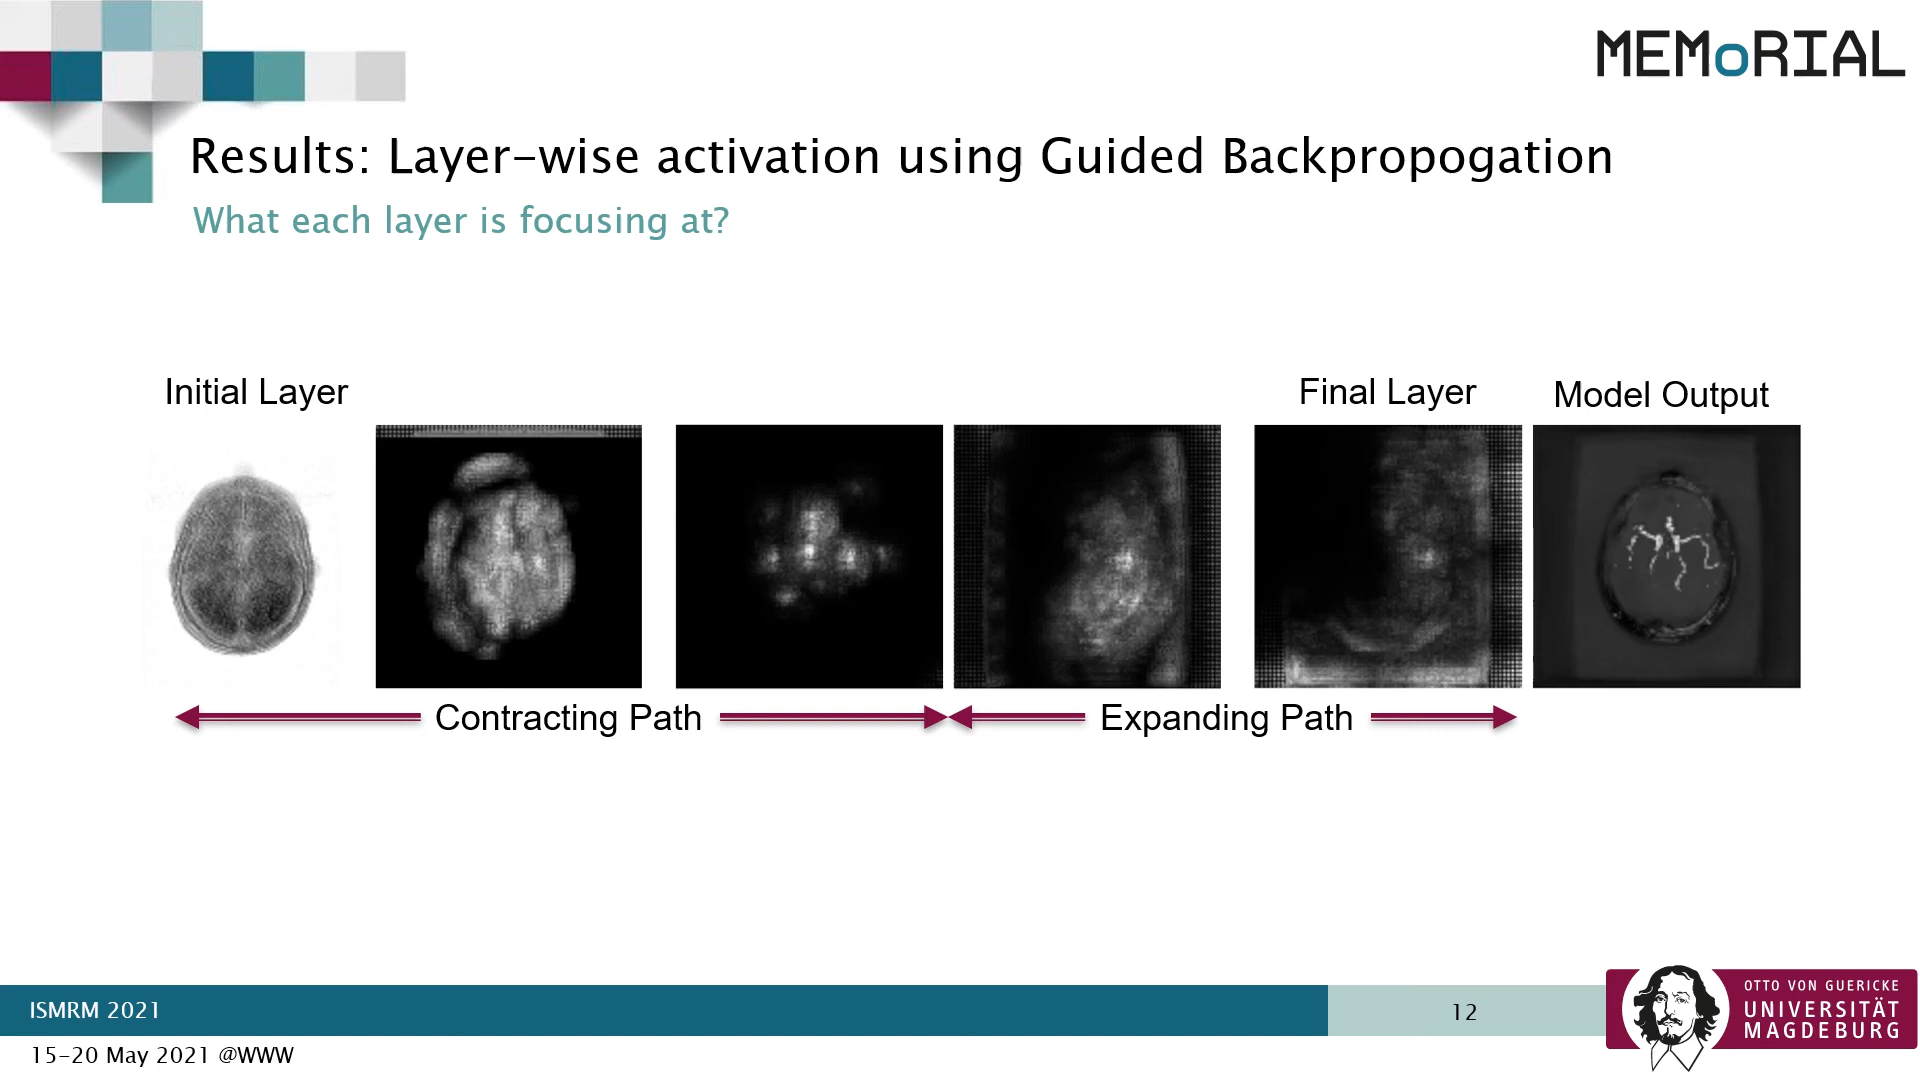 MEMoRIAL
Results: Layer-wise activation using Guided Backpropogation
What each layer is focusing at?
Initial Layer
Final Layer
Model Output
Contracting Path
Expanding Path
ISMRM 2021
12
15-20 May 2021 @WWW
OTTO VON GUERICKE
UNIVERSITÄT
MAGDEBURG